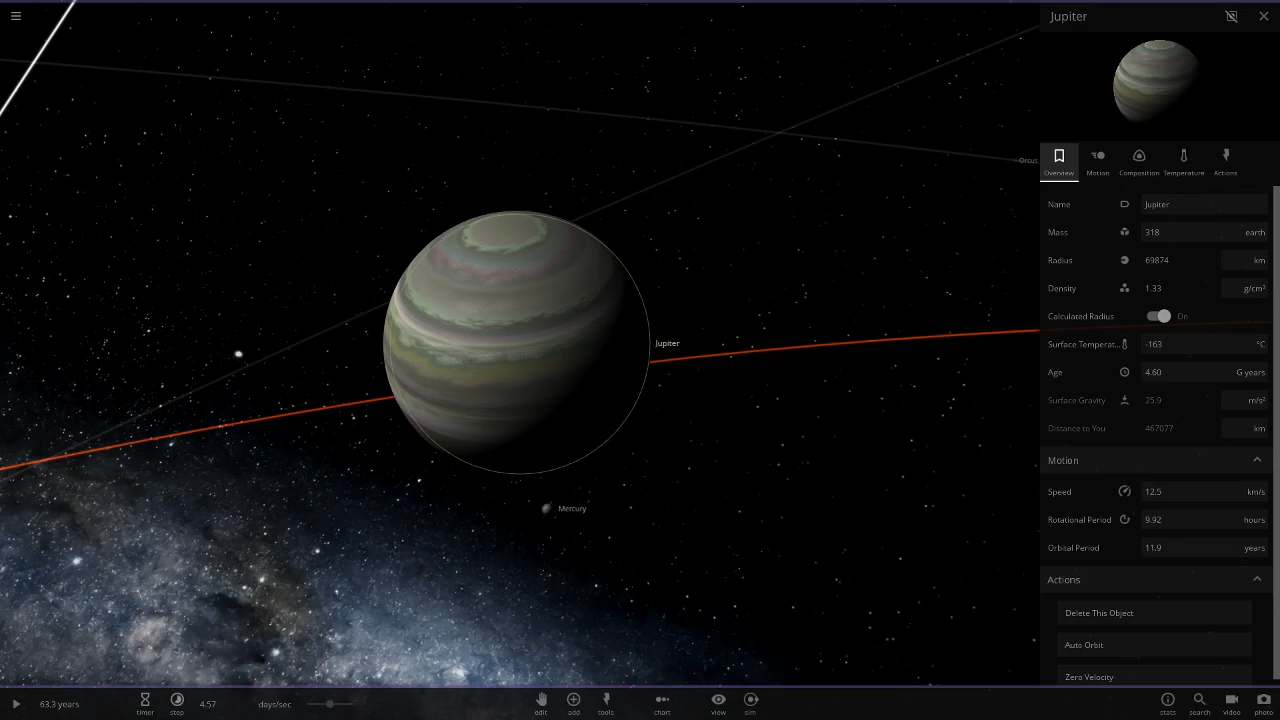 Jupiter
Orcus
Overview Motion Composition Temperature Actions
Name Jupiter
Mass 318 earth
Radius 69874 km
Density 1.33 g/cm³
Calculated Radius On
Jupiter
Surface Temperat... -163 °C
Age 4.60 G years
Surface Gravity 25.9 m/s²
Distance to You 467077 km
Motion
Speed 12.5 km/s
Mercury
Rotational Period 9.92 hours
Orbital Period 11.9 years
Actions
Delete This Object
Auto Orbit
Zero Velocity
63.3 years timer step 4.57 days/sec edit add tools chart view sim stats search video photo